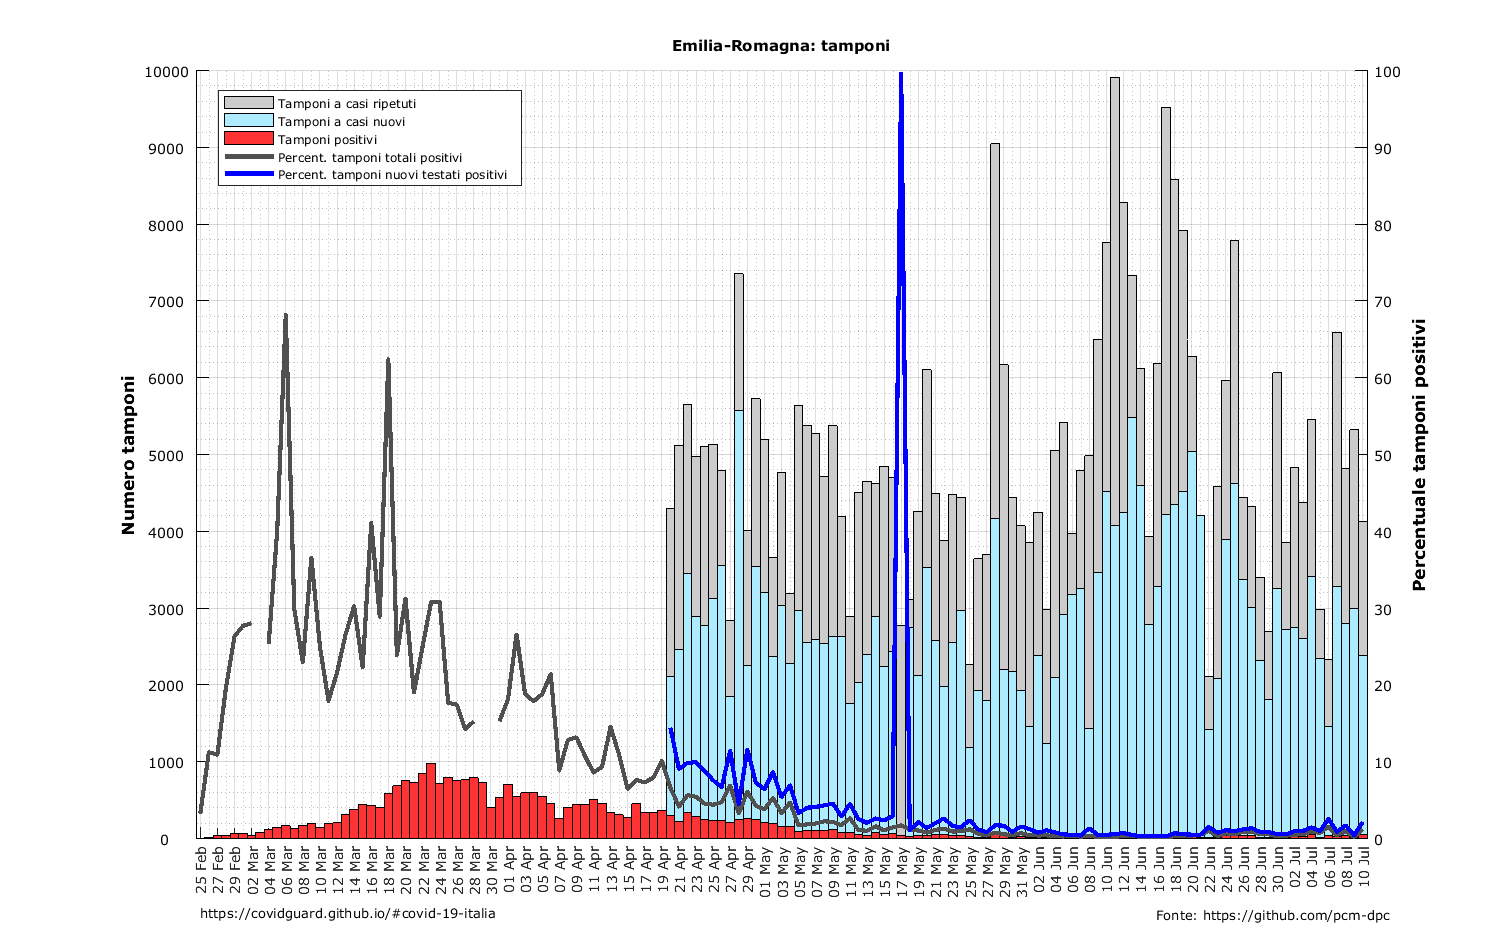 Emilia-Romagna: tamponi
10000
9000
8000
7000
6000
5000
4000
3000
2000
1000
0
Numero tamponi
Tamponi a casi ripetuti
Tamponi a casi nuovi
Tamponi positivi
Percent. tamponi totali positivi
Percent. tamponi nuovi testati positivi
100
90
80
70
60
50
40
30
20
10
0
Percentuale tamponi positivi
25 Feb
27 Feb
29 Feb
02 Mar
04 Mar
06 Mar
08 Mar
10 Mar
12 Mar
14 Mar
16 Mar
18 Mar
20 Mar
22 Mar
24 Mar
26 Mar
28 Mar
30 Mar
01 Apr
03 Apr
05 Apr
07 Apr
09 Apr
11 Apr
13 Apr
15 Apr
17 Apr
19 Apr
21 Apr
23 Apr
25 Apr
27 Apr
29 Apr
01 May
03 May
05 May
07 May
09 May
11 May
13 May
15 May
17 May
19 May
21 May
23 May
25 May
27 May
29 May
31 May
02 Jun
04 Jun
06 Jun
08 Jun
10 Jun
12 Jun
14 Jun
16 Jun
18 Jun
20 Jun
22 Jun
24 Jun
26 Jun
28 Jun
30 Jun
02 Jul
04 Jul
06 Jul
08 Jul
10 Jul
https://covidguard.github.io/#covid-19-italia
Fonte: https://github.com/pcm-dpc